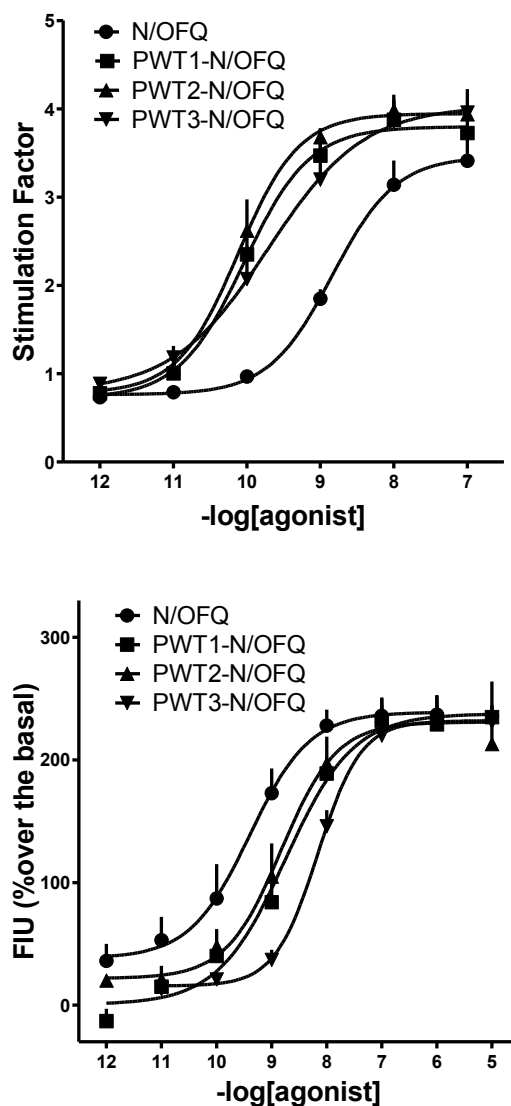 N/OFQ
PWT1-N/OFQ
PWT2-N/OFQ
PWT3-N/OFQ
5
4
3
2
1
0
Stimulation Factor
12 11 10 9 8 7
-log[agonist]
N/OFQ
PWT1-N/OFQ
PWT2-N/OFQ
PWT3-N/OFQ
300
200
100
0
FIU (%over the basal)
12 11 10 9 8 7 6 5
-log[agonist]